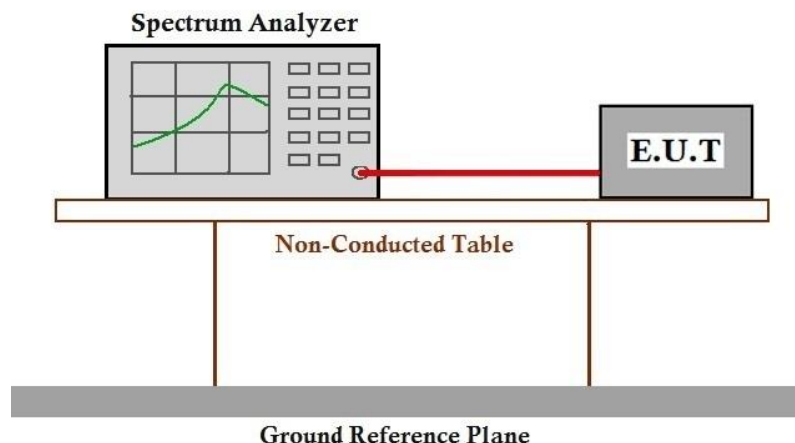 Spectrum Analyzer
E.U.T
Non-Conducted Table
Ground Reference Plane